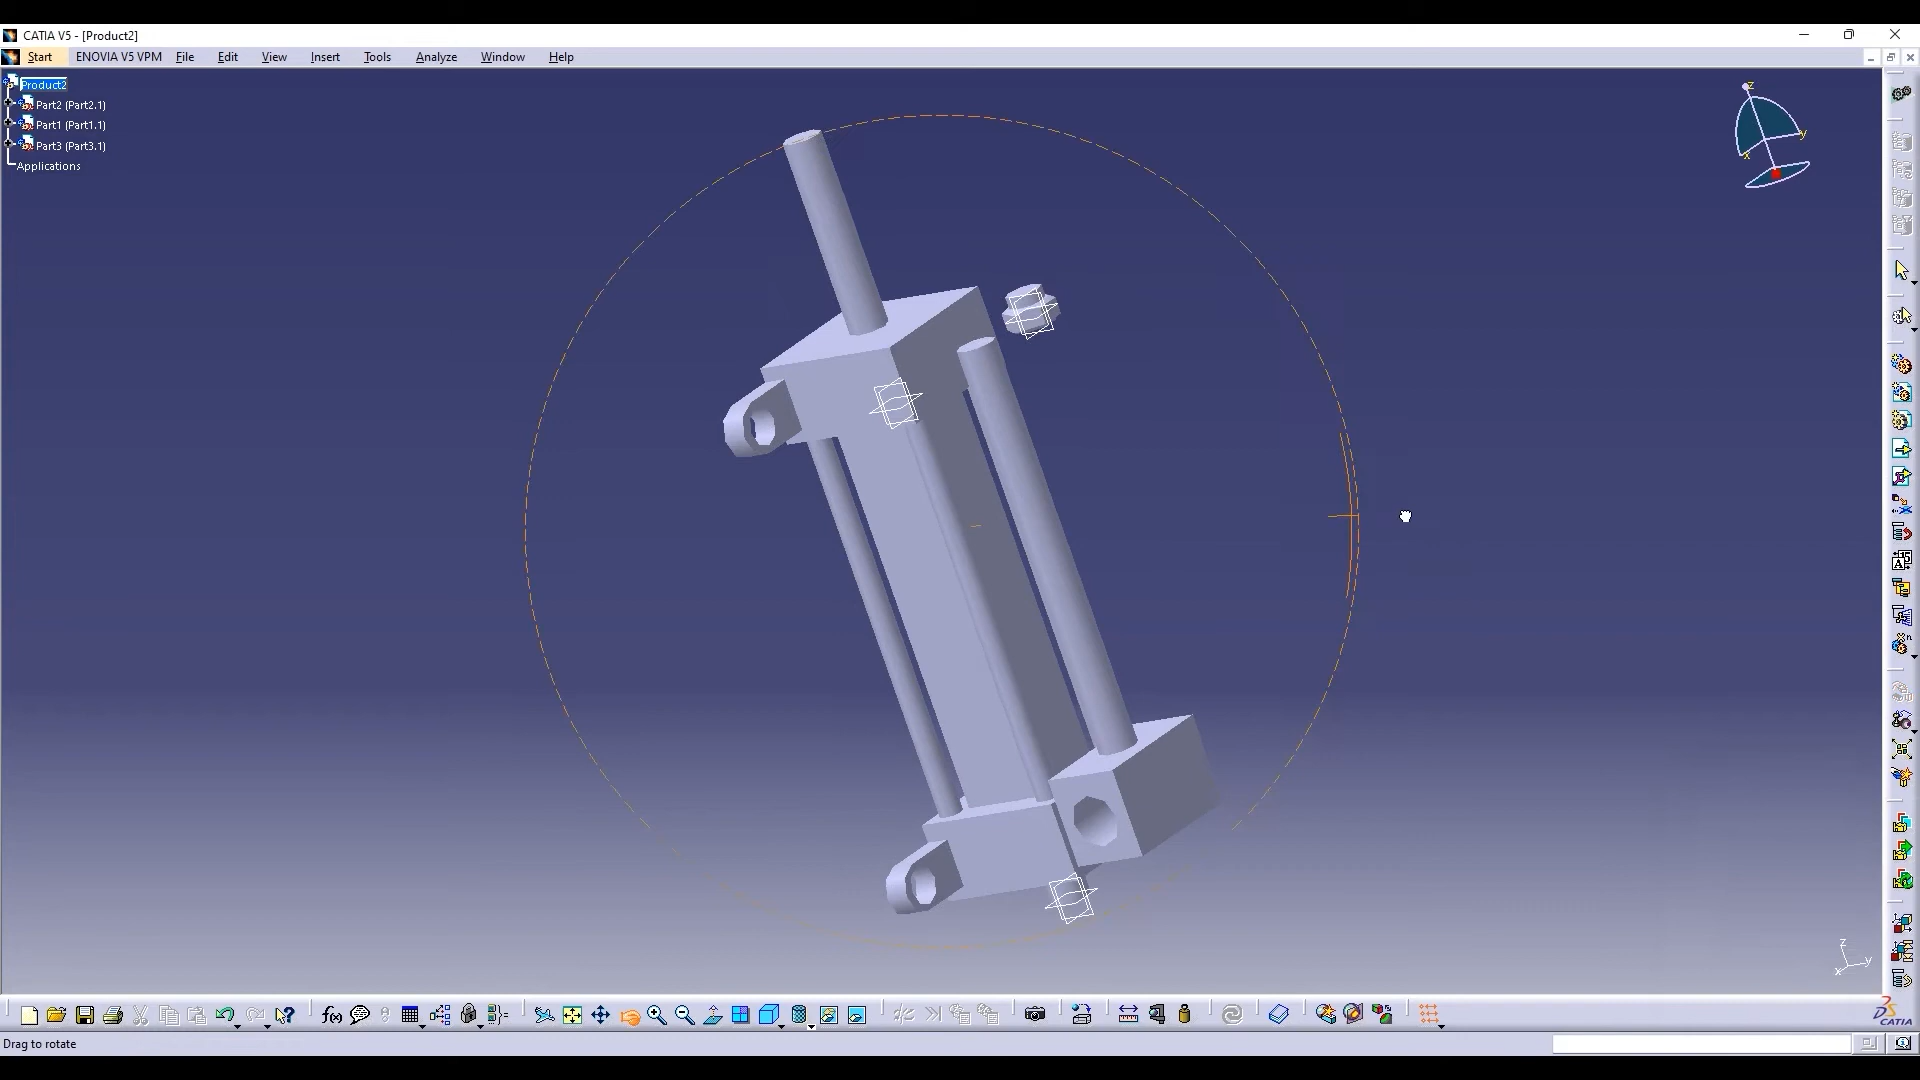 CATIA V5 - [Product2]
Start ENOVIA V5 VPM File Edit View Insert Tools Analyze Window Help
Product2
Part2 (Part2.1)
Part1 (Part1.1)
Part3 (Part3.1)
Applications
z
y
x
z
y
x
f(x)
CATIA
Drag to rotate